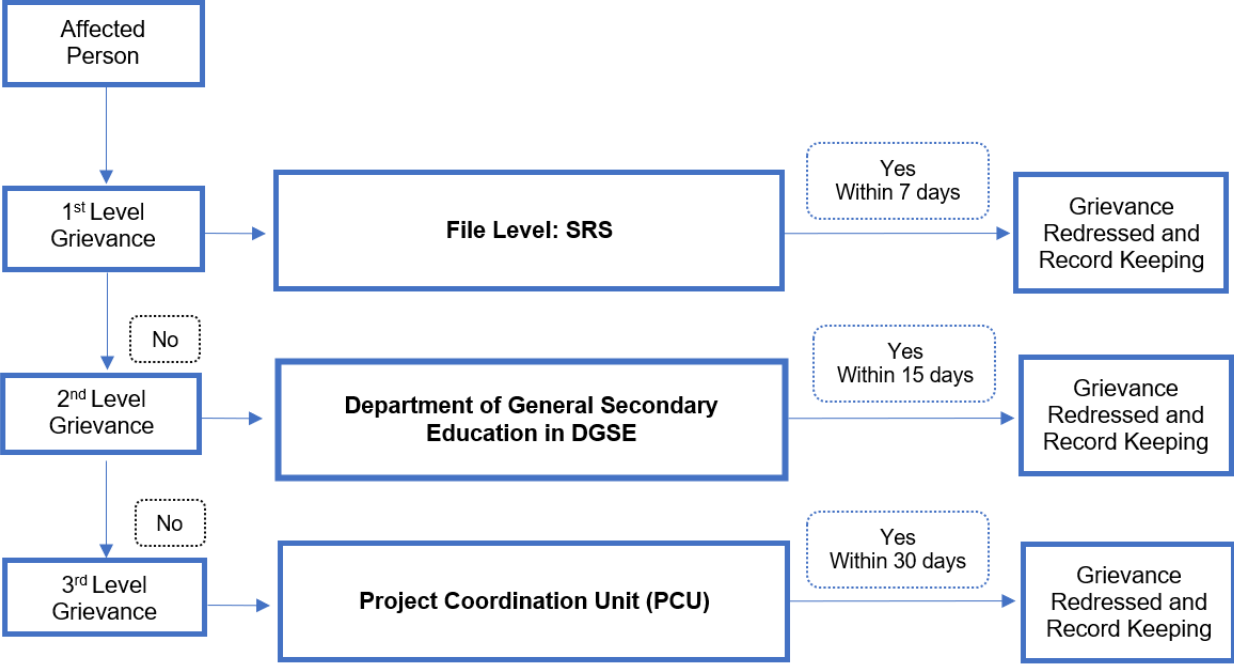 Affected
Person
1st Level
Grievance
File Level: SRS
Yes
Within 7 days
Grievance
Redressed and
Record Keeping
No
2nd Level
Grievance
Department of General Secondary
Education in DGSE
Yes
Within 15 days
Grievance
Redressed and
Record Keeping
No
3rd Level
Grievance
Project Coordination Unit (PCU)
Yes
Within 30 days
Grievance
Redressed and
Record Keeping